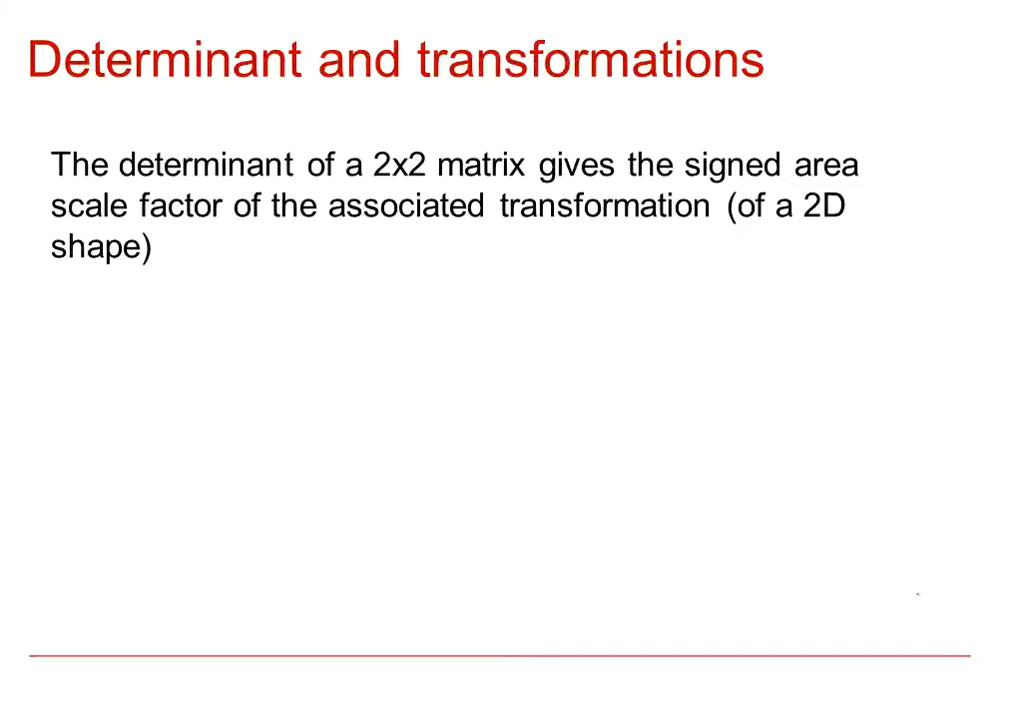 Determinant and transformations
The determinant of a 2x2 matrix gives the signed area
scale factor of the associated transformation (of a 2D
shape)